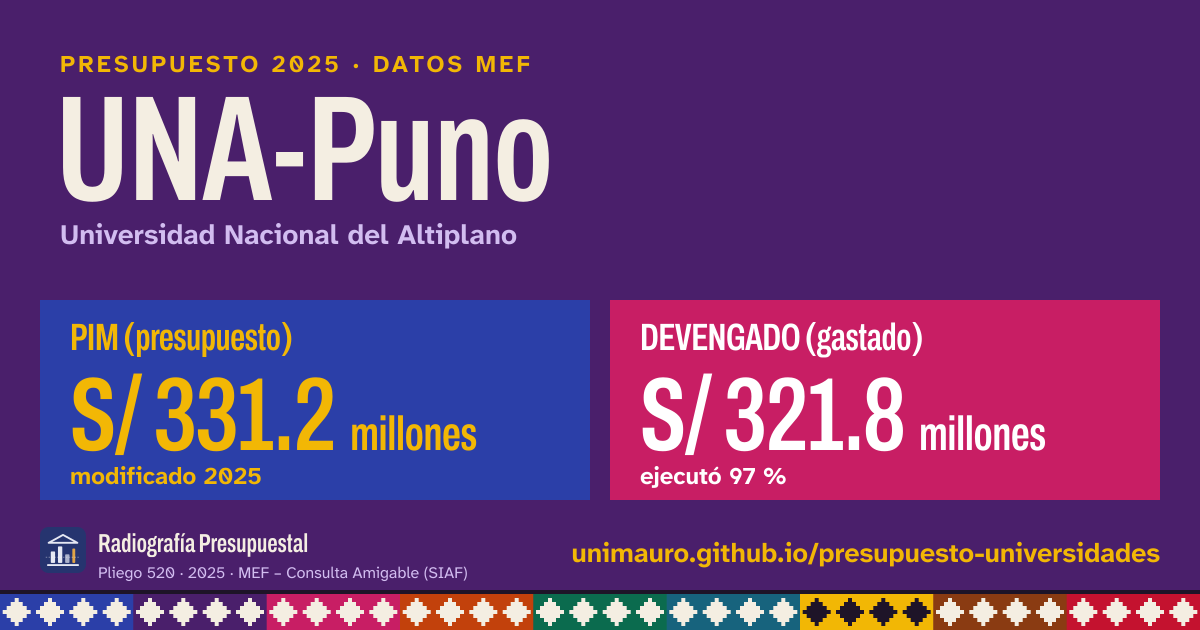 PRESUPUESTO 2025 · DATOS MEF
UNA-Puno
Universidad Nacional del Altiplano
PIM (presupuesto)
S/ 331.2 millones
modificado 2025
DEVENGADO (gastado)
S/ 321.8 millones
ejecutó 97 %
Radiografía Presupuestal
Pliego 520 · 2025 · MEF – Consulta Amigable (SIAF)
unimauro.github.io/presupuesto-universidades